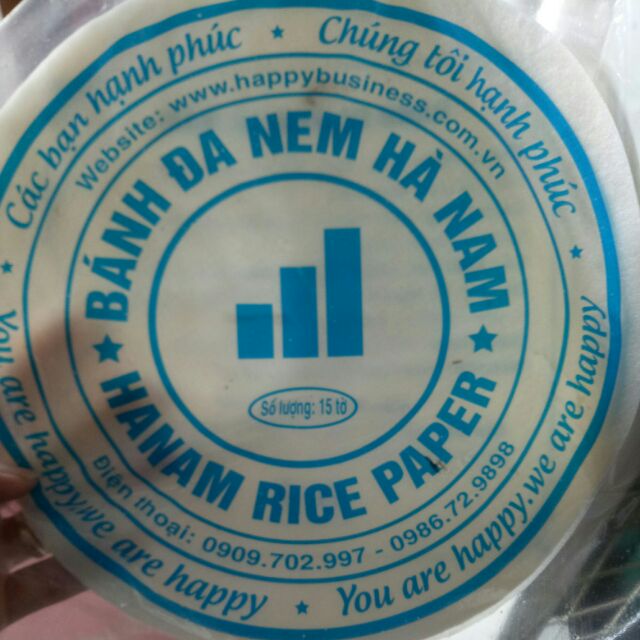 Các bạn hạnh phúc ★ Chúng tôi hạnh phúc ★
Website: www.happybusiness.com.vn
BÁNH ĐA NEM HÀ NAM
Số lượng: 15 tờ
★ HANAM RICE PAPER ★
Điện thoại: 0909.702.997 - 0986.72.9898
★ You are happy.we are happy ★ You are happy.we are happy